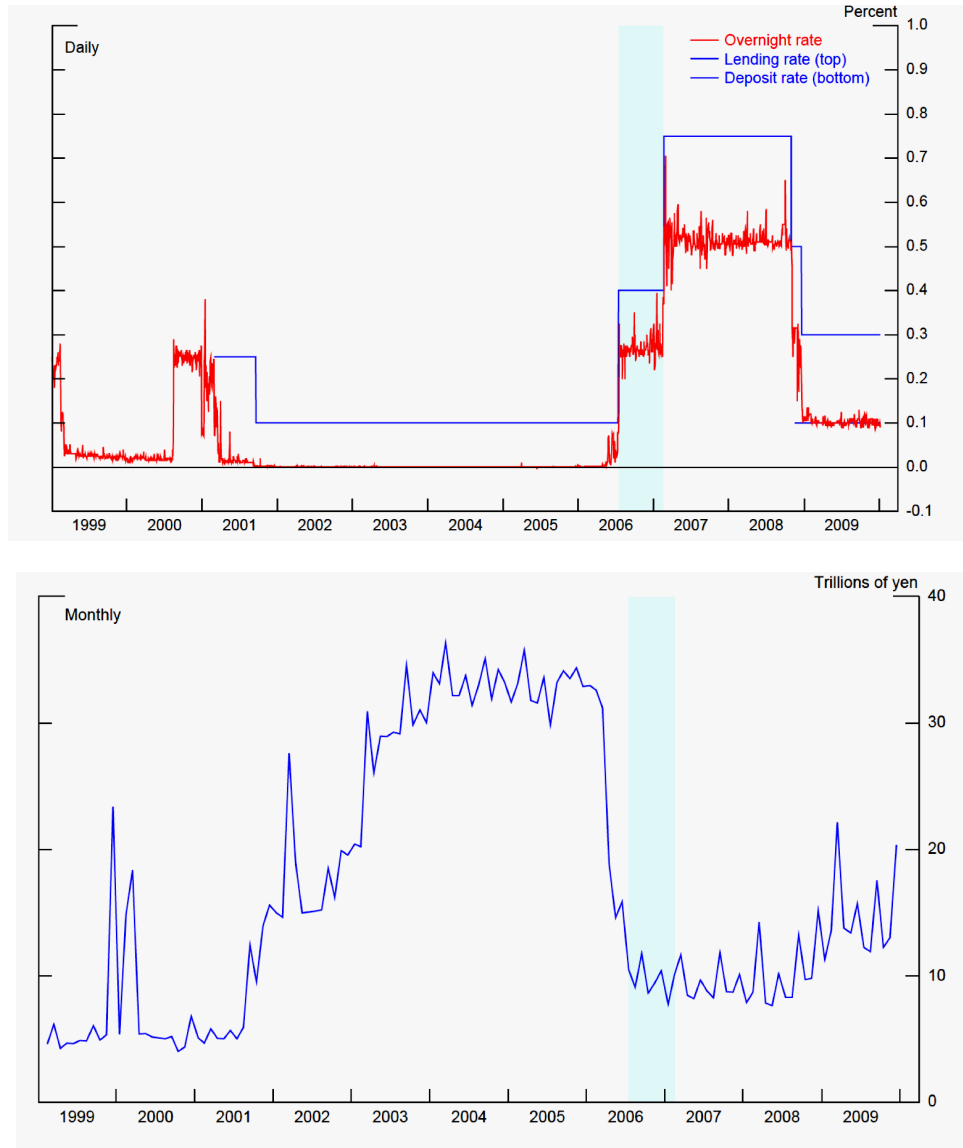 Percent
Daily
Overnight rate
Lending rate (top)
Deposit rate (bottom)
1.0
0.9
0.8
0.7
0.6
0.5
0.4
0.3
0.2
0.1
0.0
-0.1
1999 2000 2001 2002 2003 2004 2005 2006 2007 2008 2009
Trillions of yen
Monthly
40
30
20
10
0
1999 2000 2001 2002 2003 2004 2005 2006 2007 2008 2009